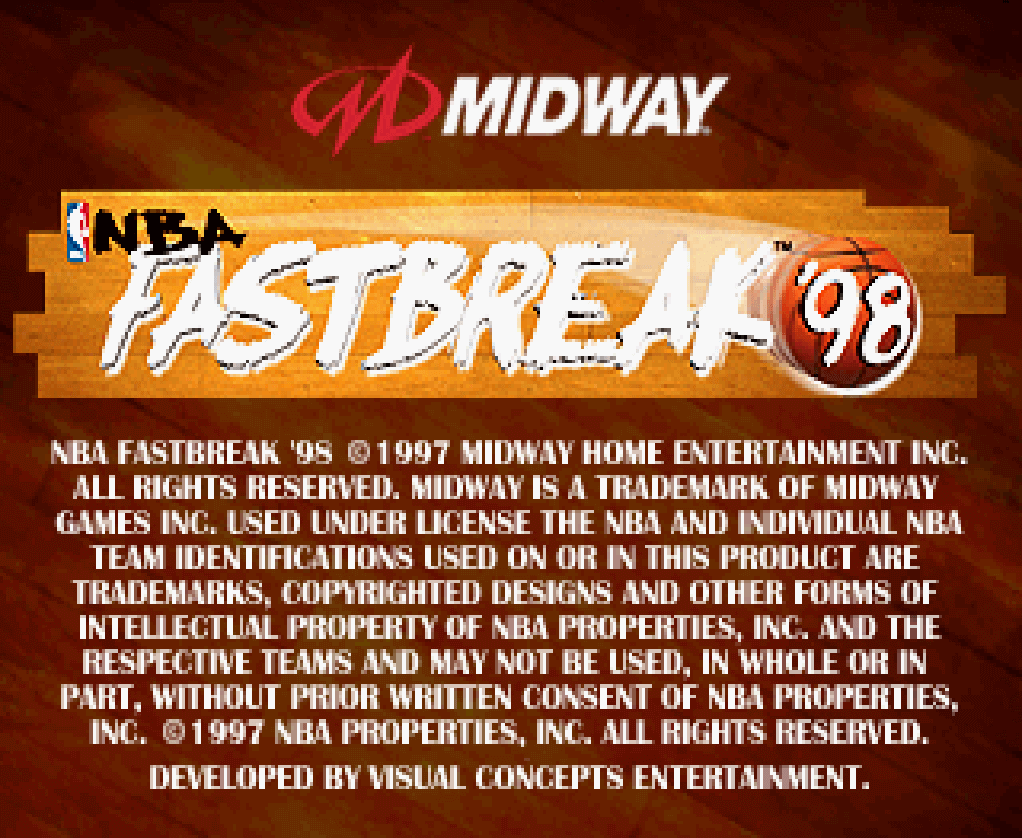 MIDWAY
NBA
FASTBREAK ™ '98
NBA FASTBREAK '98 ©1997 MIDWAY HOME ENTERTAINMENT INC.
ALL RIGHTS RESERVED. MIDWAY IS A TRADEMARK OF MIDWAY
GAMES INC. USED UNDER LICENSE THE NBA AND INDIVIDUAL NBA
TEAM IDENTIFICATIONS USED ON OR IN THIS PRODUCT ARE
TRADEMARKS, COPYRIGHTED DESIGNS AND OTHER FORMS OF
INTELLECTUAL PROPERTY OF NBA PROPERTIES, INC. AND THE
RESPECTIVE TEAMS AND MAY NOT BE USED, IN WHOLE OR IN
PART, WITHOUT PRIOR WRITTEN CONSENT OF NBA PROPERTIES,
INC. ©1997 NBA PROPERTIES, INC. ALL RIGHTS RESERVED.
DEVELOPED BY VISUAL CONCEPTS ENTERTAINMENT.